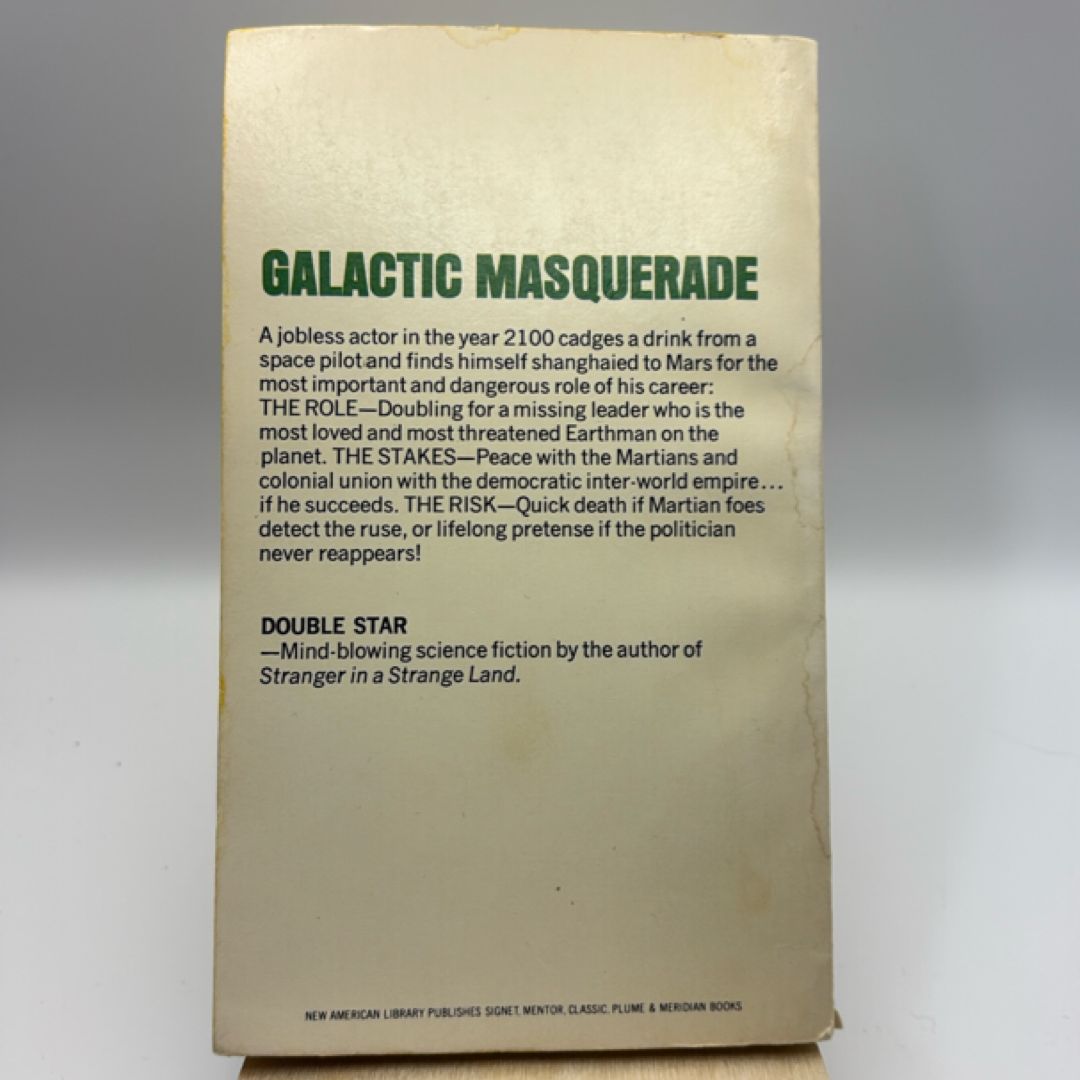 GALACTIC MASQUERADE
A jobless actor in the year 2100 cadges a drink from a
space pilot and finds himself shanghaied to Mars for the
most important and dangerous role of his career:
THE ROLE—Doubling for a missing leader who is the
most loved and most threatened Earthman on the
planet. THE STAKES—Peace with the Martians and
colonial union with the democratic inter-world empire...
if he succeeds. THE RISK—Quick death if Martian foes
detect the ruse, or lifelong pretense if the politician
never reappears!
DOUBLE STAR
—Mind-blowing science fiction by the author of
Stranger in a Strange Land.
NEW AMERICAN LIBRARY PUBLISHES SIGNET, MENTOR, CLASSIC, PLUME & MERIDIAN BOOKS